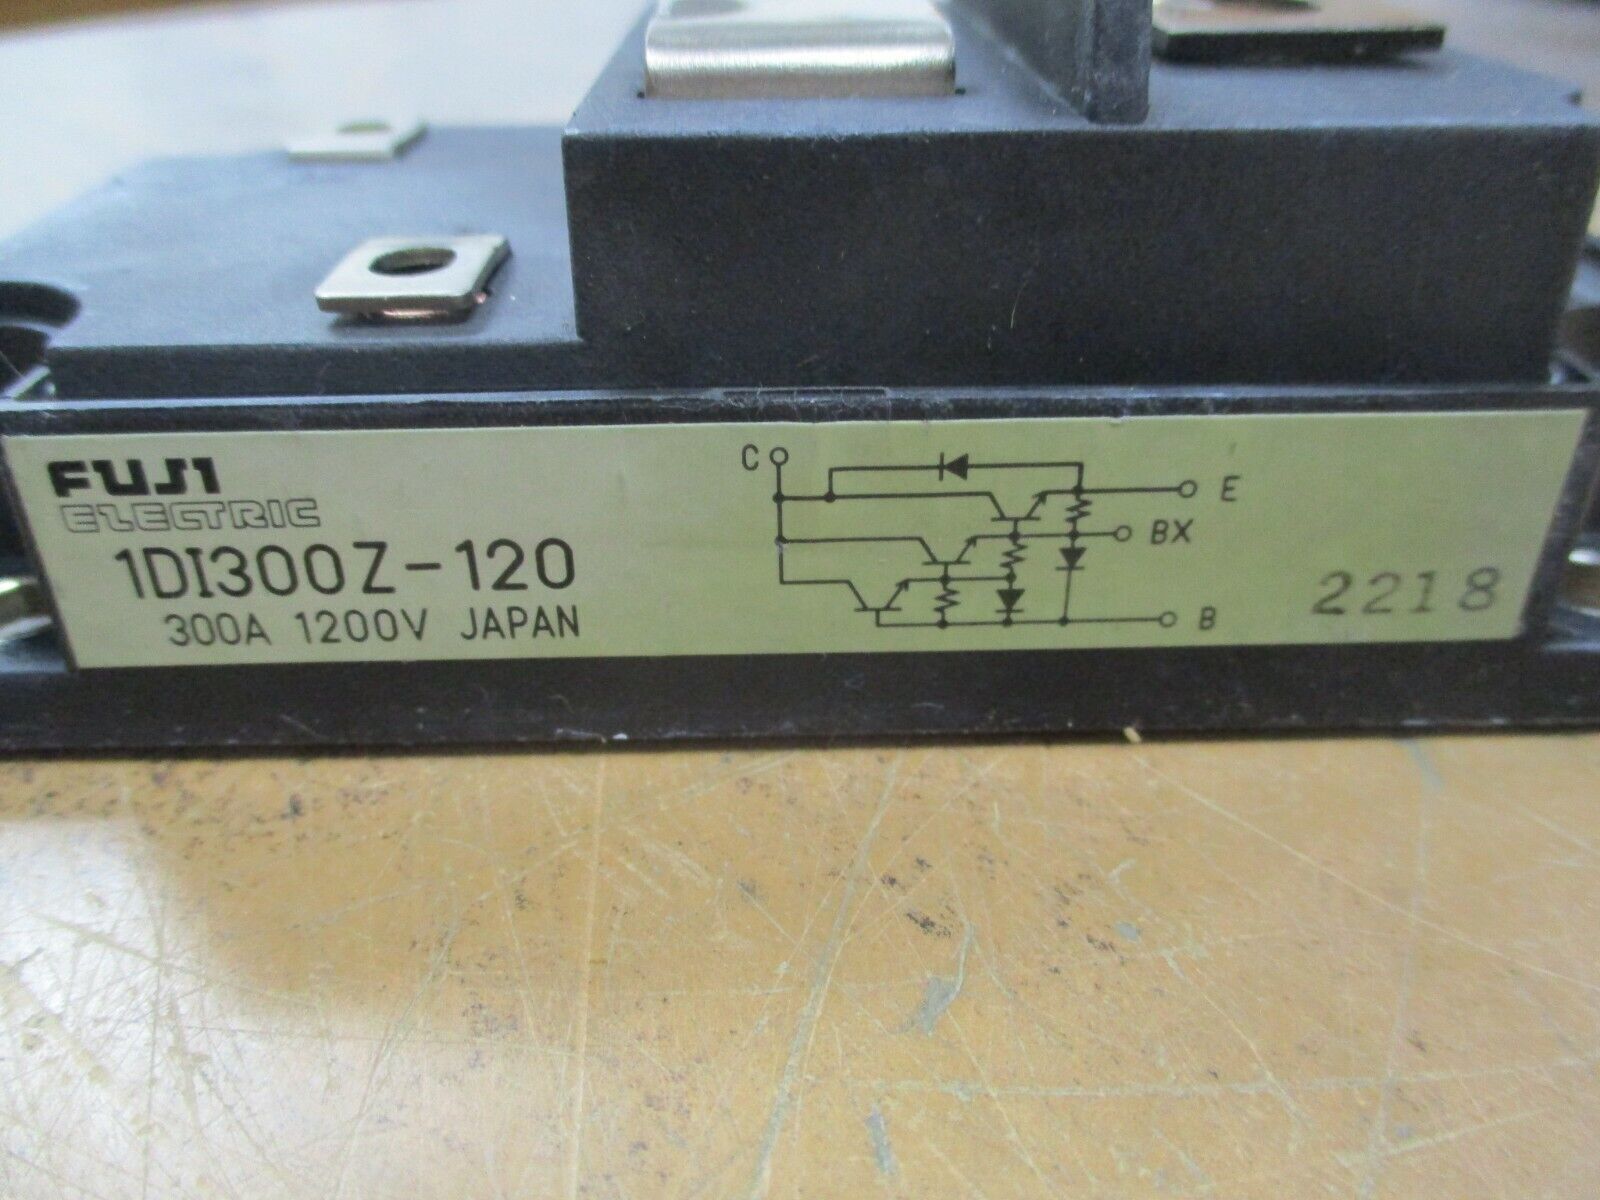 FUJI
ELECTRIC
1DI300Z-120
300A 1200V JAPAN
C
E
BX
B
2218